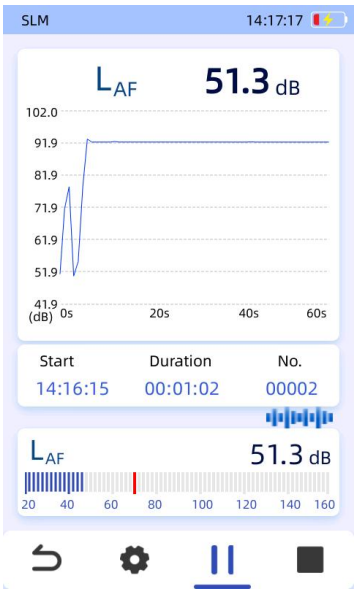 SLM 14:17:17
LAF 51.3 dB
102.0
91.9
81.9
71.9
61.9
51.9
41.9
(dB) 0s 20s 40s 60s
Start Duration No.
14:16:15 00:01:02 00002
LAF 51.3 dB
20 40 60 80 100 120 140 160